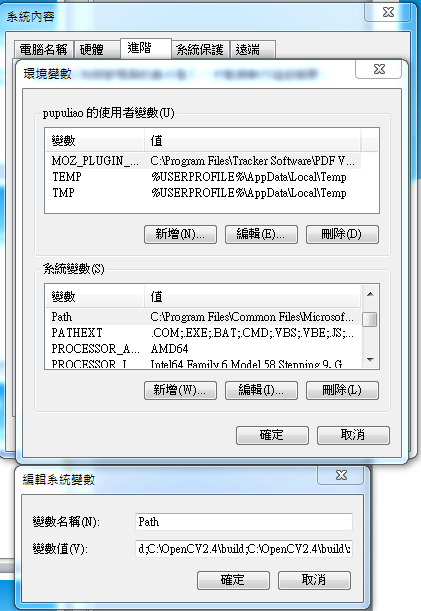 系統內容
電腦名稱 硬體 進階 系統保護 遠端
環境變數
pupuliao 的使用者變數(U)
變數 值
MOZ_PLUGIN_... C:\Program Files\Tracker Software\PDF V...
TEMP %USERPROFILE%\AppData\Local\Temp
TMP %USERPROFILE%\AppData\Local\Temp
新增(N)... 編輯(E)... 刪除(D)
系統變數(S)
變數 值
Path C:\Program Files\Common Files\Microsof...
PATHEXT .COM;.EXE;.BAT;.CMD;.VBS;.VBE;.JS;...
PROCESSOR_A... AMD64
PROCESSOR_I... Intel64 Family 6 Model 58 Stepping 9, G...
新增(W)... 編輯(I)... 刪除(L)
確定 取消
編輯系統變數
變數名稱(N): Path
變數值(V): d;C:\OpenCV2.4\build;C:\OpenCV2.4\build\
確定 取消